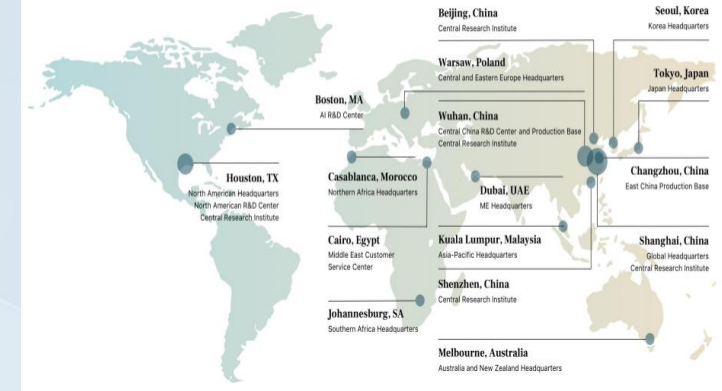 Beijing, China
Central Research Institute
Seoul, Korea
Korea Headquarters
Warsaw, Poland
Central and Eastern Europe Headquarters
Tokyo, Japan
Japan Headquarters
Boston, MA
AI R&D Center
Wuhan, China
Central China R&D Center and Production Base
Central Research Institute
Houston, TX
North American Headquarters
North American R&D Center
Central Research Institute
Casablanca, Morocco
Northern Africa Headquarters
Dubai, UAE
ME Headquarters
Changzhou, China
East China Production Base
Cairo, Egypt
Middle East Customer
Service Center
Kuala Lumpur, Malaysia
Asia-Pacific Headquarters
Shanghai, China
Global Headquarters
Central Research Institute
Shenzhen, China
Central Research Institute
Johannesburg, SA
Southern Africa Headquarters
Melbourne, Australia
Australia and New Zealand Headquarters